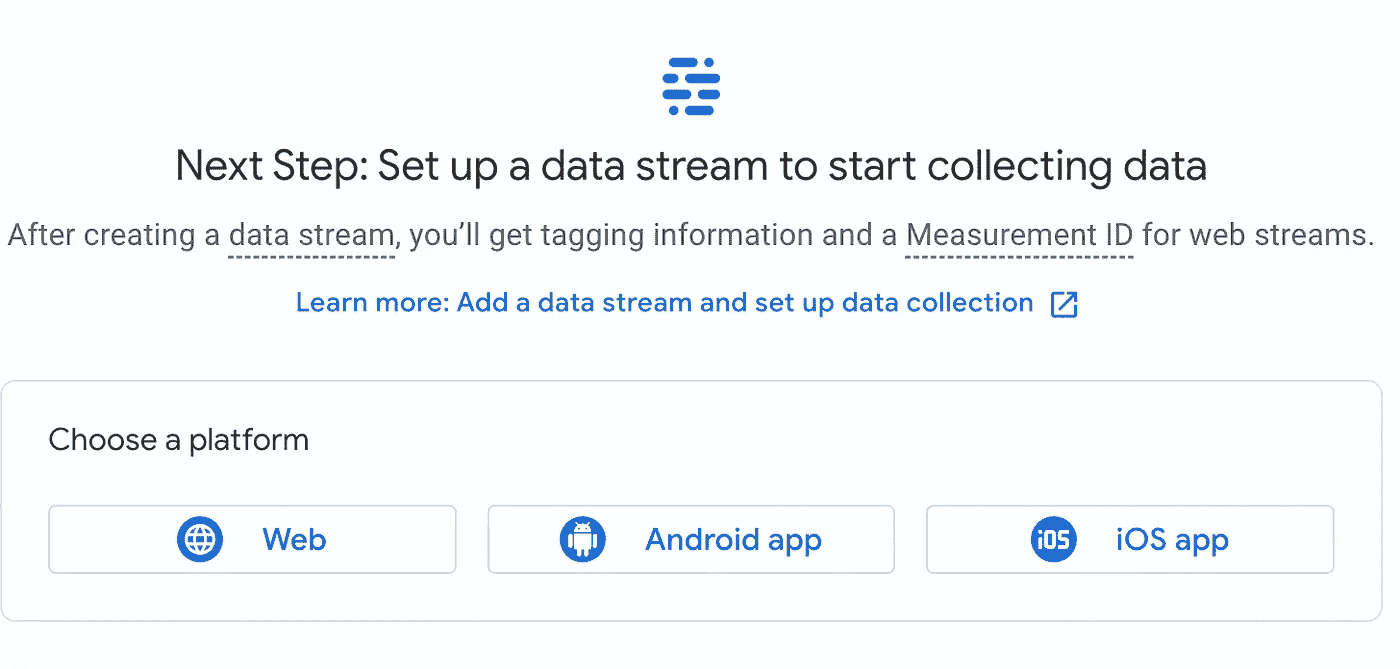 Next Step: Set up a data stream to start collecting data
After creating a data stream, you’ll get tagging information and a Measurement ID for web streams.
Learn more: Add a data stream and set up data collection
Choose a platform
Web
Android app
iOS iOS app